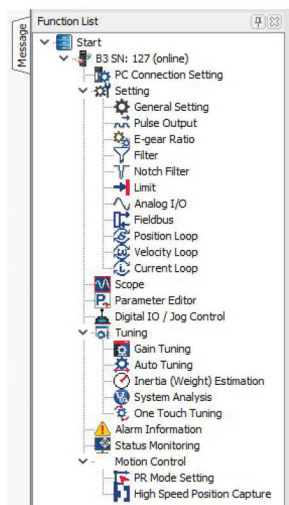 Message
Function List
Start
B3 SN: 127 (online)
PC Connection Setting
Setting
General Setting
Pulse Output
E-gear Ratio
Filter
Notch Filter
Limit
Analog I/O
Fieldbus
Position Loop
Velocity Loop
Current Loop
Scope
Parameter Editor
Digital IO / Jog Control
Tuning
Gain Tuning
Auto Tuning
Inertia (Weight) Estimation
System Analysis
One Touch Tuning
Alarm Information
Status Monitoring
Motion Control
PR Mode Setting
High Speed Position Capture